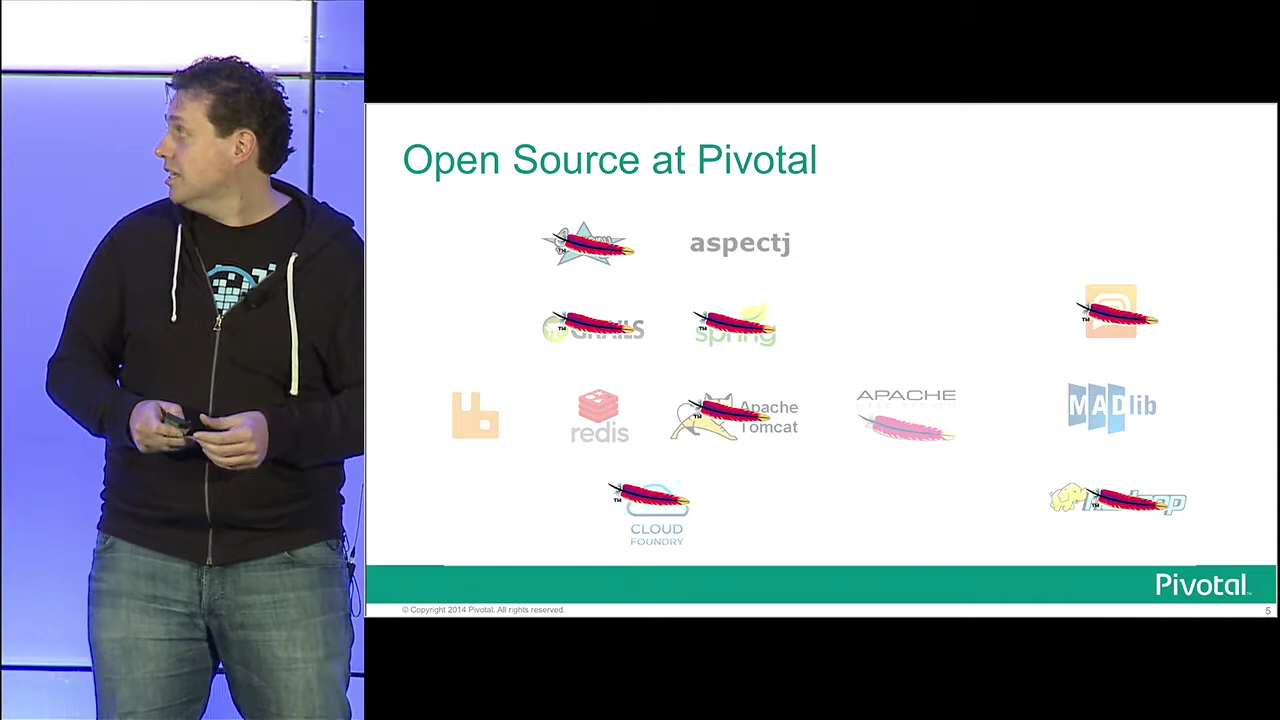 Open Source at Pivotal
aspectj
GRAILS
spring
redis
Apache
Tomcat
APACHE
MADlib
CLOUD
FOUNDRY
Pivotal
© Copyright 2014 Pivotal. All rights reserved.
5